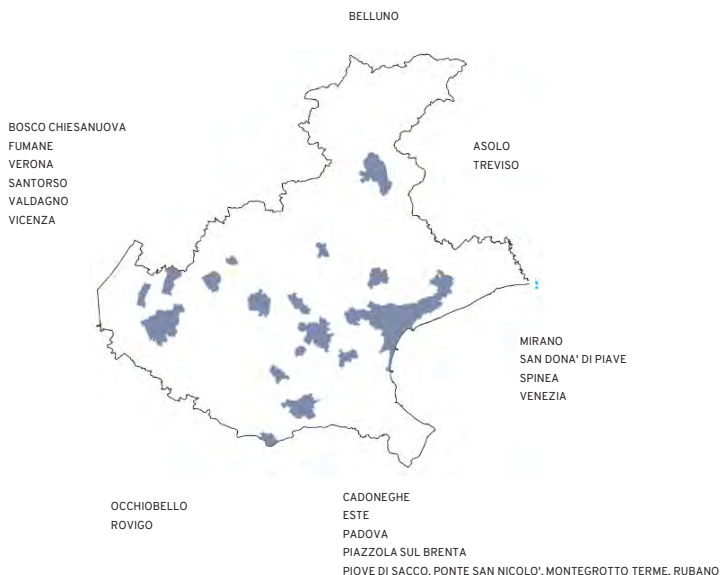 BELLUNO
BOSCO CHIESANUOVA
FUMANE
VERONA
SANTORSO
VALDAGNO
VICENZA
ASOLO
TREVISO
MIRANO
SAN DONA' DI PIAVE
SPINEA
VENEZIA
OCCHIOBELLO
ROVIGO
CADONEGHE
ESTE
PADOVA
PIAZZOLA SUL BRENTA
PIOVE DI SACCO, PONTE SAN NICOLO', MONTEGROTTO TERME, RUBANO